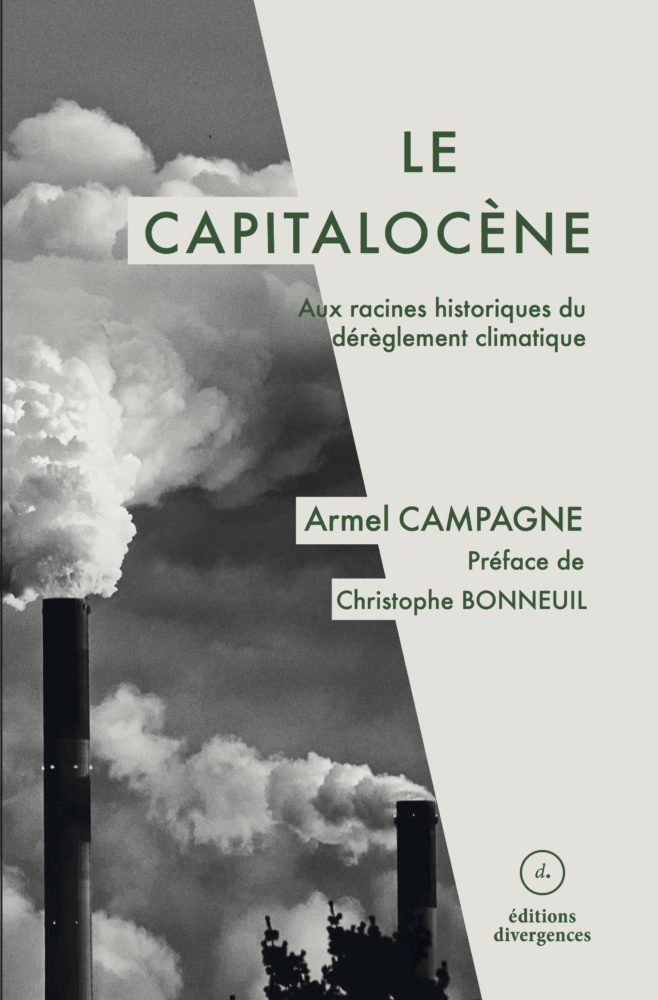 LE
CAPITALOCÈNE
Aux racines historiques du
dérèglement climatique
Armel CAMPAGNE
Préface de
Christophe BONNEUIL
d.
éditions
divergences